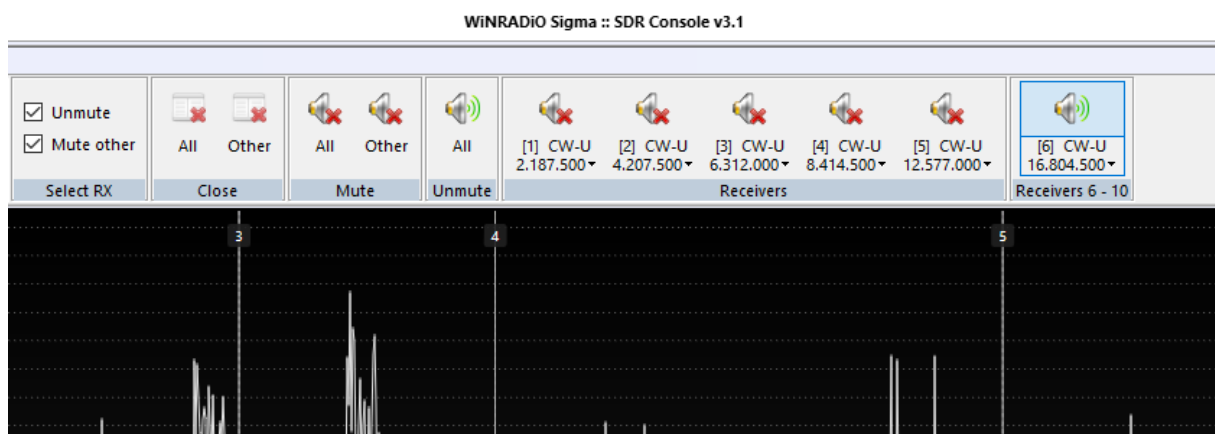 WiNRADiO Sigma :: SDR Console v3.1
Unmute
Mute other
Select RX
All Other
Close
All Other
Mute
All
Unmute
[1] CW-U [2] CW-U [3] CW-U [4] CW-U [5] CW-U
2.187.500 4.207.500 6.312.000 8.414.500 12.577.000
Receivers
[6] CW-U
16.804.500
Receivers 6 - 10
3 4 5